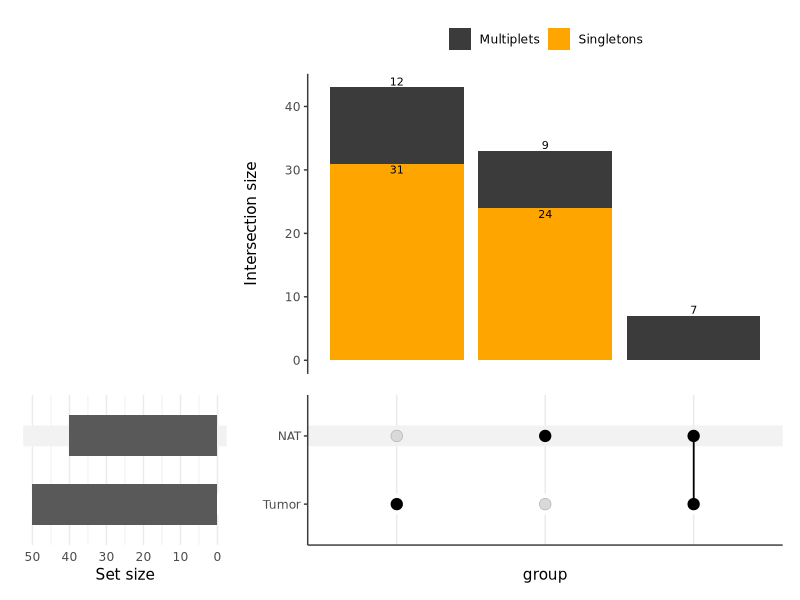 Multiplets Singletons
Intersection size
40
30
20
10
0
12
31
9
24
7
NAT
Tumor
50 40 30 20 10 0
Set size
group